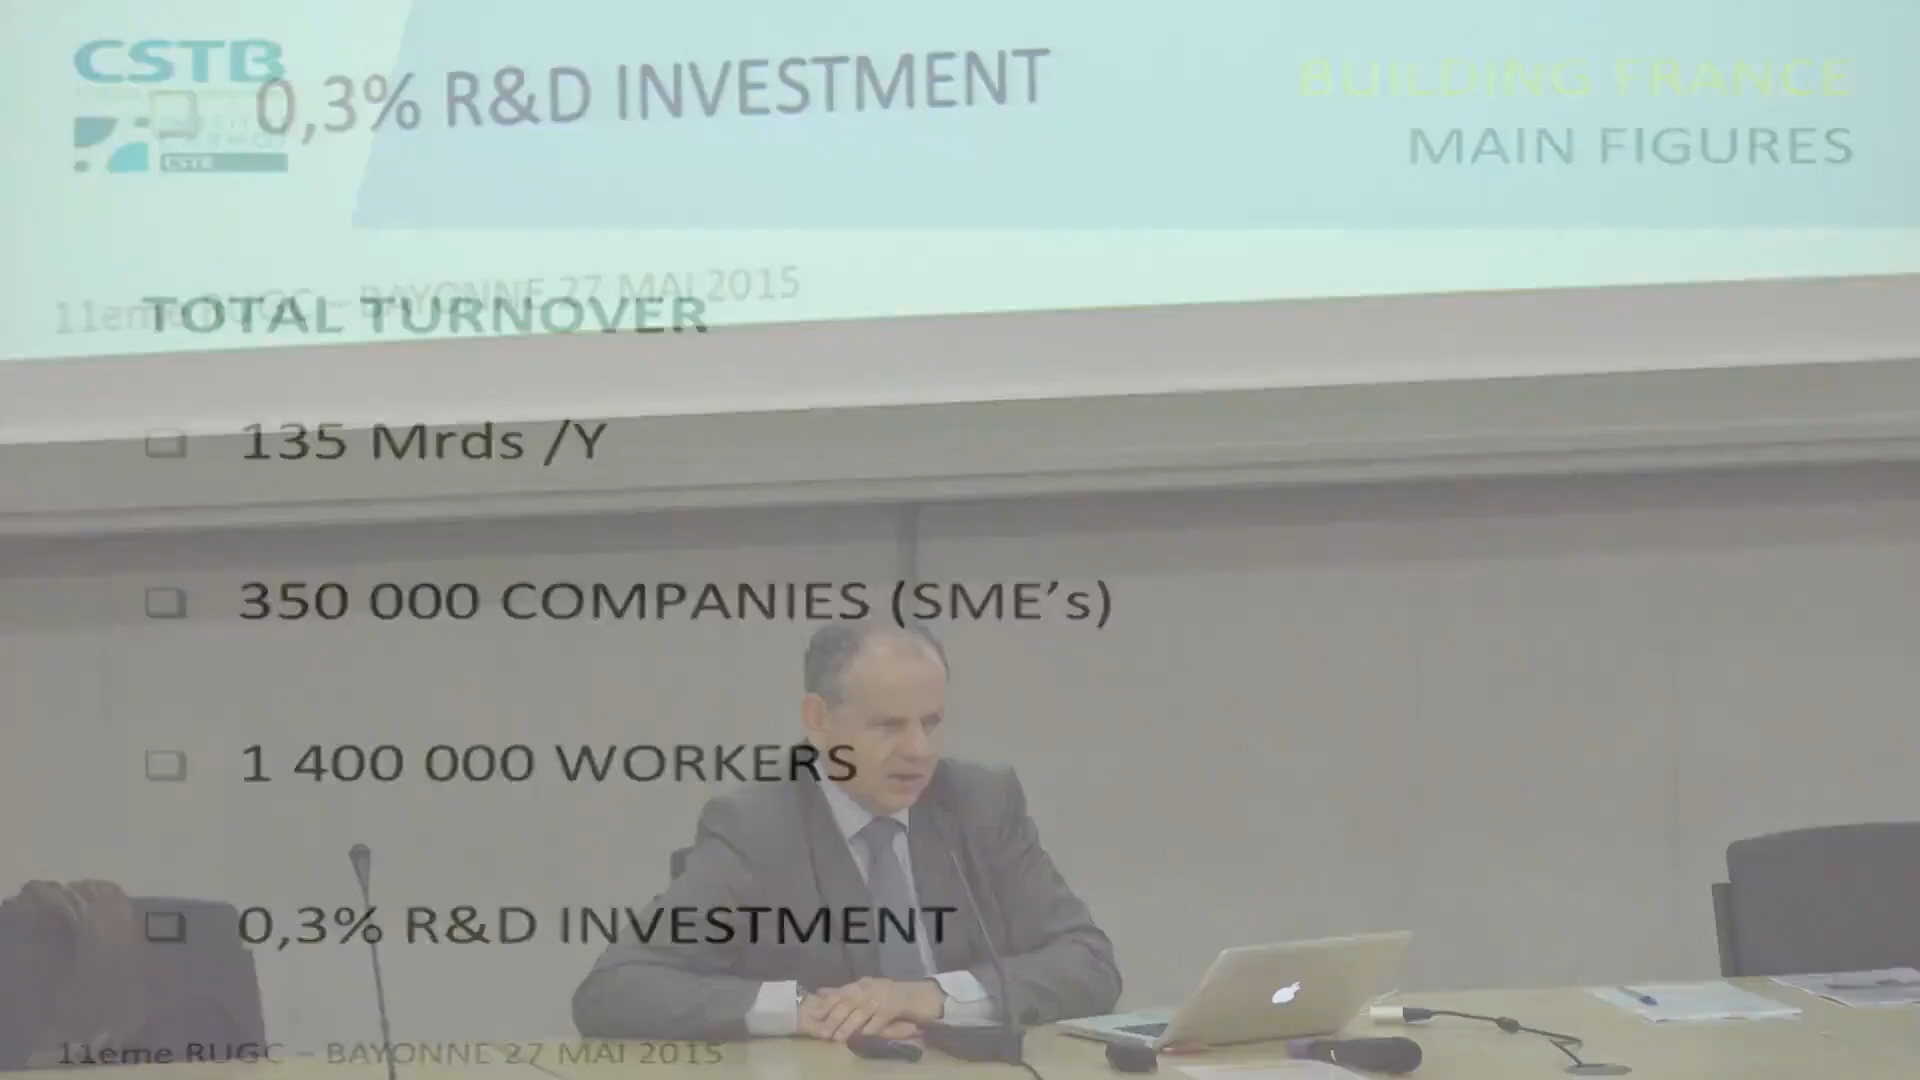 CSTB
0,3% R&D INVESTMENT
BUILDING FRANCE
MAIN FIGURES
CSTB
11eme RUGC – BAYONNE 27 MAI 2015
TOTAL TURNOVER
135 Mrds /Y
350 000 COMPANIES (SME’s)
1 400 000 WORKERS
0,3% R&D INVESTMENT
11eme RUGC – BAYONNE 27 MAI 2015